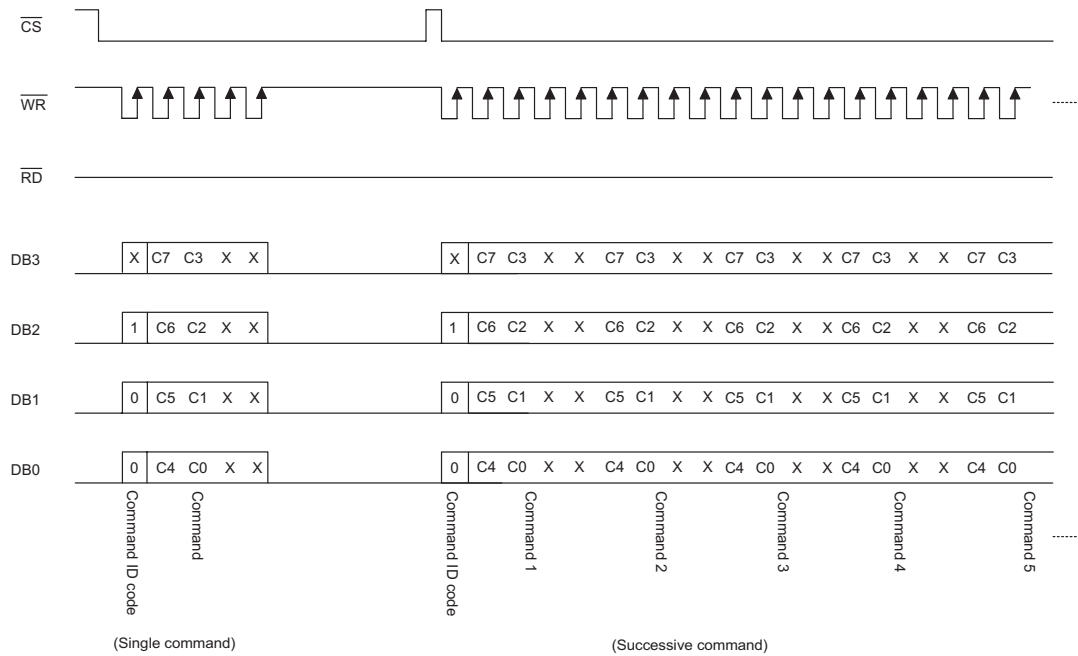 C̅S̅
W̅R̅
R̅D̅
DB3 X C7 C3 X X X C7 C3 X X C7 C3 X X C7 C3 X X C7 C3 X X C7 C3
DB2 1 C6 C2 X X 1 C6 C2 X X C6 C2 X X C6 C2 X X C6 C2 X X C6 C2
DB1 0 C5 C1 X X 0 C5 C1 X X C5 C1 X X C5 C1 X X C5 C1 X X C5 C1
DB0 0 C4 C0 X X 0 C4 C0 X X C4 C0 X X C4 C0 X X C4 C0 X X C4 C0
Command ID code
Command
Command ID code
Command 1
Command 2
Command 3
Command 4
Command 5
(Single command)
(Successive command)